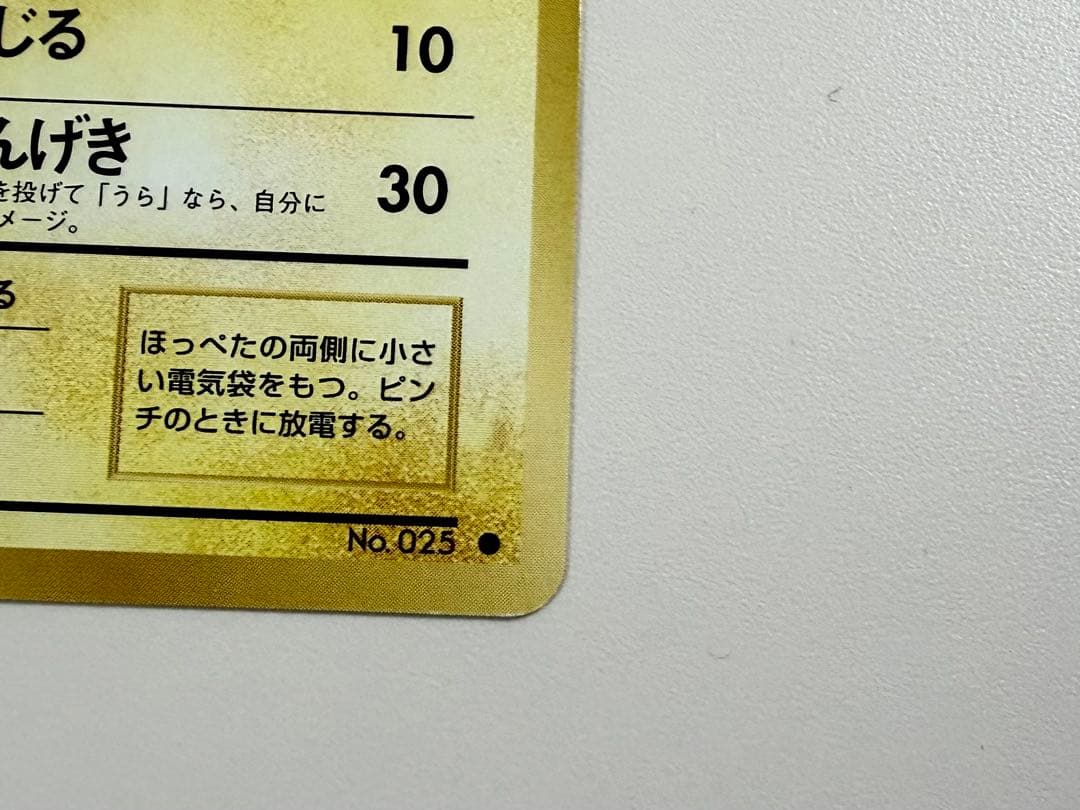 じる 10
んげき 30
を投げて「うら」なら、自分に
メージ。
る
ほっぺたの両側に小さ
い電気袋をもつ。ピン
チのときに放電する。
No. 025 ●